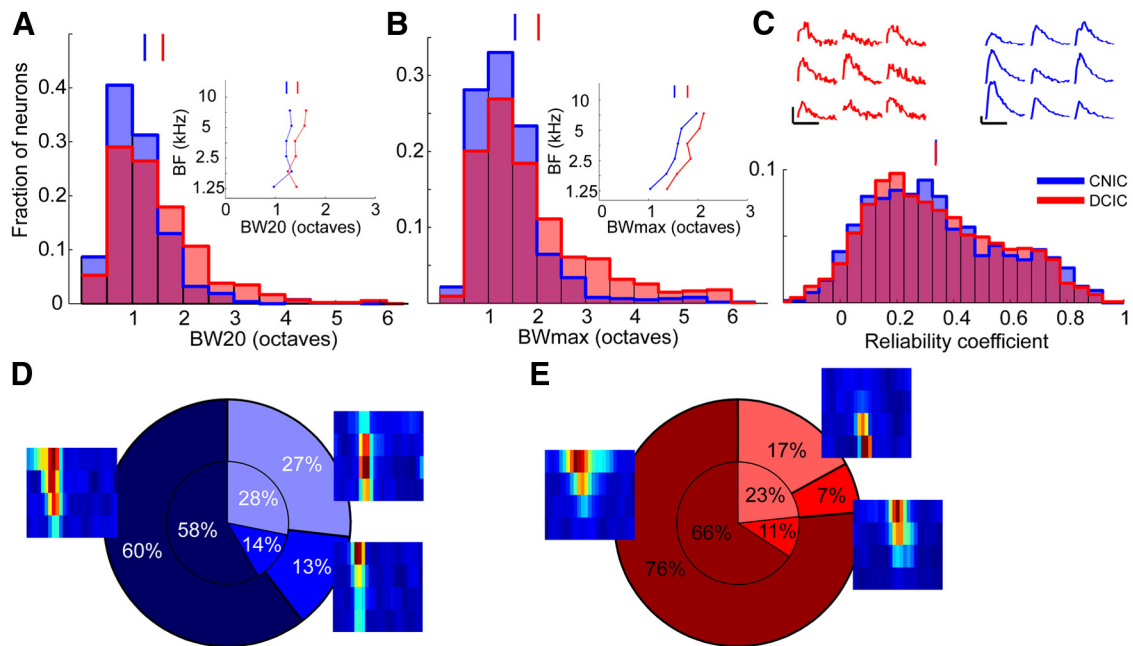 A
B
C
Fraction of neurons
0.4
0.3
0.2
0.1
0
1 2 3 4 5 6
BW20 (octaves)
BF (kHz)
10
5
2.5
1.25
0 1 2 3
BW20 (octaves)
0.3
0.2
0.1
0
1 2 3 4 5 6
BWmax (octaves)
BF (kHz)
10
5
2.5
1.25
0 1 2 3
BWmax (octaves)
0.1
0 0.2 0.4 0.6 0.8 1
Reliability coefficient
CNIC
DCIC
D
E
27%
28%
58%
14%
60%
13%
17%
23%
7%
66%
11%
76%